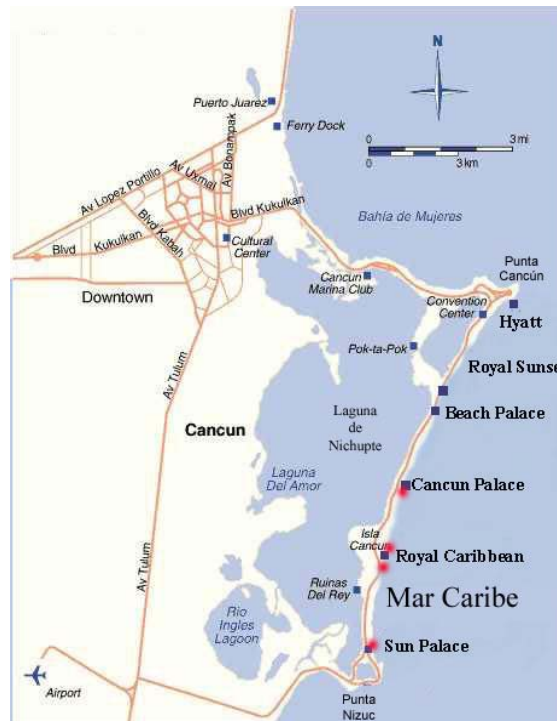 N
Puerto Juarez
Ferry Dock
0 3 mi
0 3 km
Av Bonampak
Av Uxmal
Av Lopez Portillo
Blvd Kukulkan
Blvd Kabah
Bahía de Mujeres
Blvd Kukulkan
Cultural
Center
Punta
Cancún
Cancun
Marina Club
Convention
Center
Downtown
Hyatt
Pok-ta-Pok
Av Tulum
Royal Sunse
Laguna
de
Nichupte
Beach Palace
Cancun
Laguna
Del Amor
Cancun Palace
Isla
Cancun
Royal Caribbean
Av Tulum
Ruinas
Del Rey
Mar Caribe
Rio
Ingles
Lagoon
Sun Palace
Airport
Punta
Nizuc